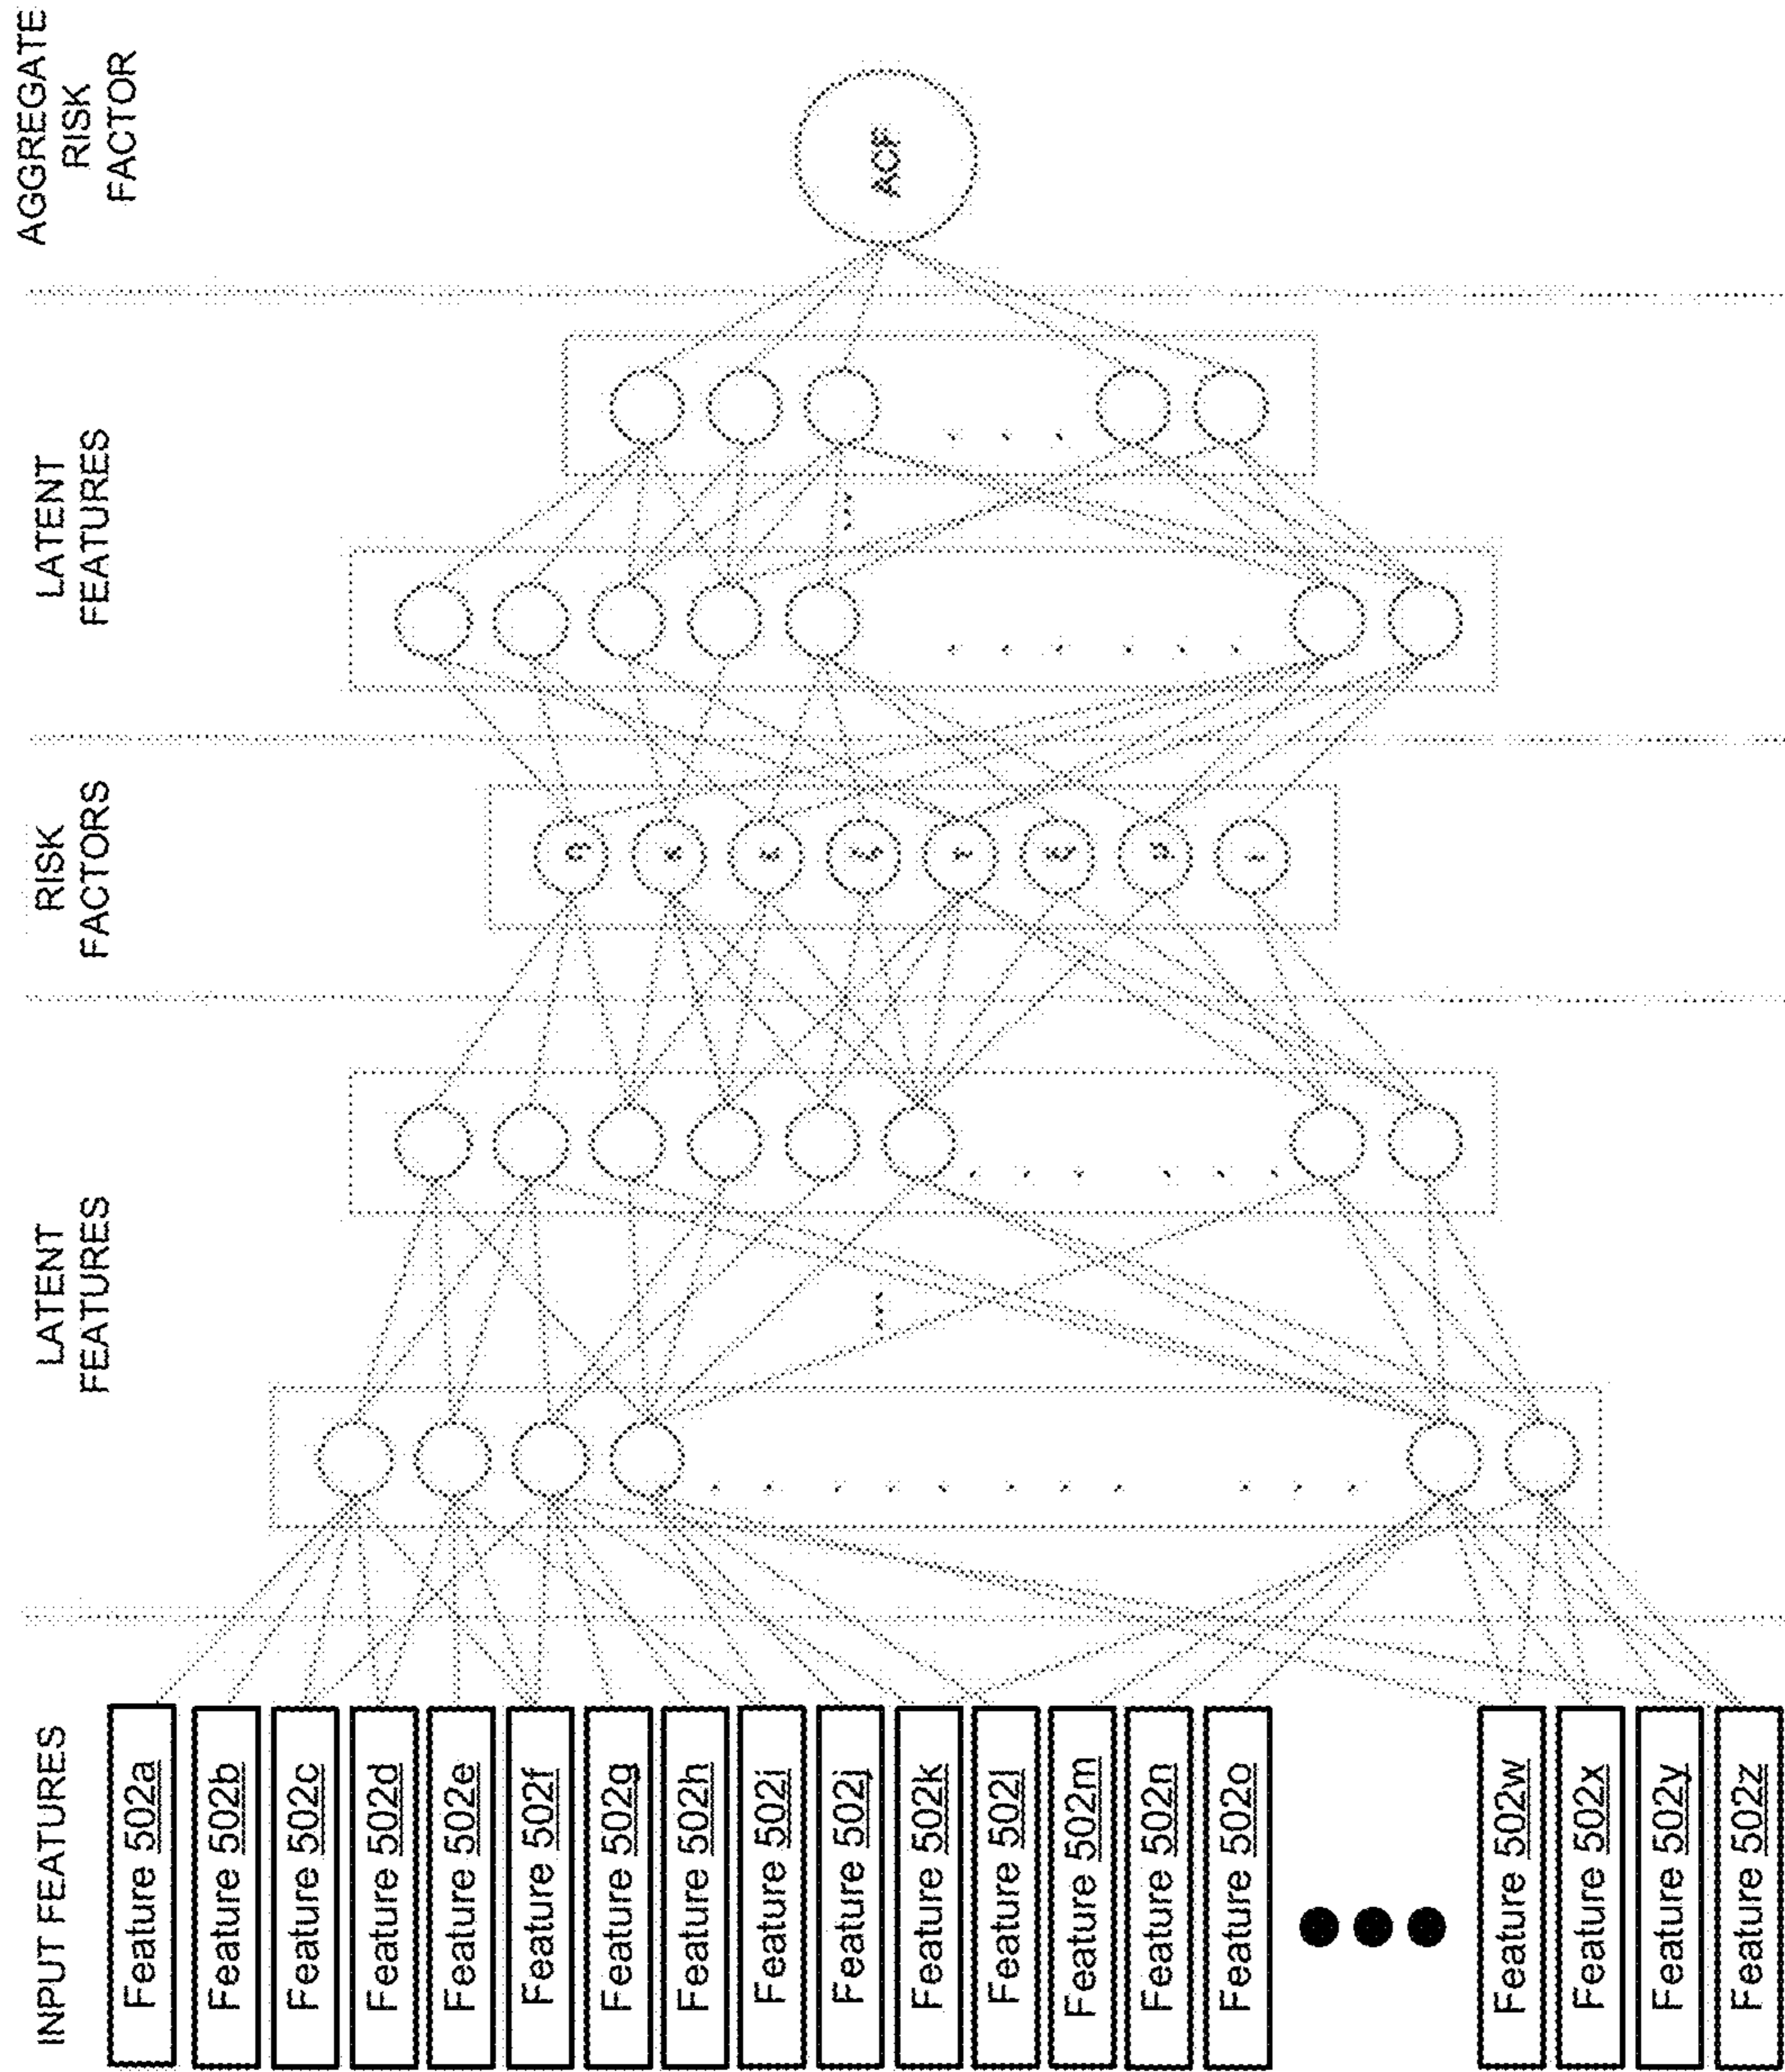 INPUT FEATURES
LATENT
FEATURES
RISK
FACTORS
LATENT
FEATURES
AGGREGATE
RISK
FACTOR
Feature 502a
Feature 502b
Feature 502c
Feature 502d
Feature 502e
Feature 502f
Feature 502g
Feature 502h
Feature 502i
Feature 502j
Feature 502k
Feature 502l
Feature 502m
Feature 502n
Feature 502o
Feature 502w
Feature 502x
Feature 502y
Feature 502z
ACF